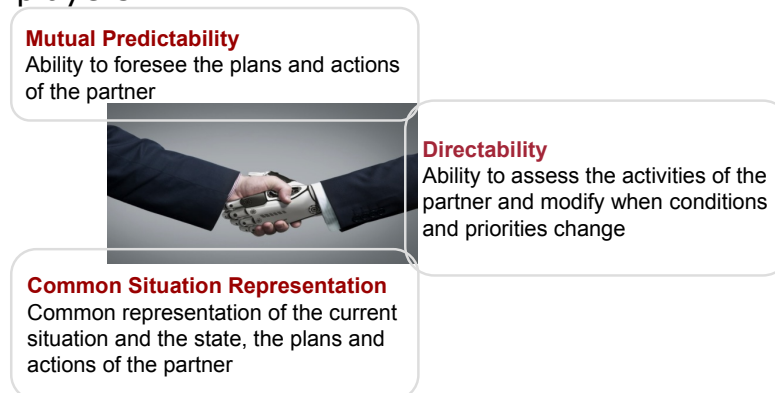 Mutual Predictability
Ability to foresee the plans and actions
of the partner
Directability
Ability to assess the activities of the
partner and modify when conditions
and priorities change
Common Situation Representation
Common representation of the current
situation and the state, the plans and
actions of the partner